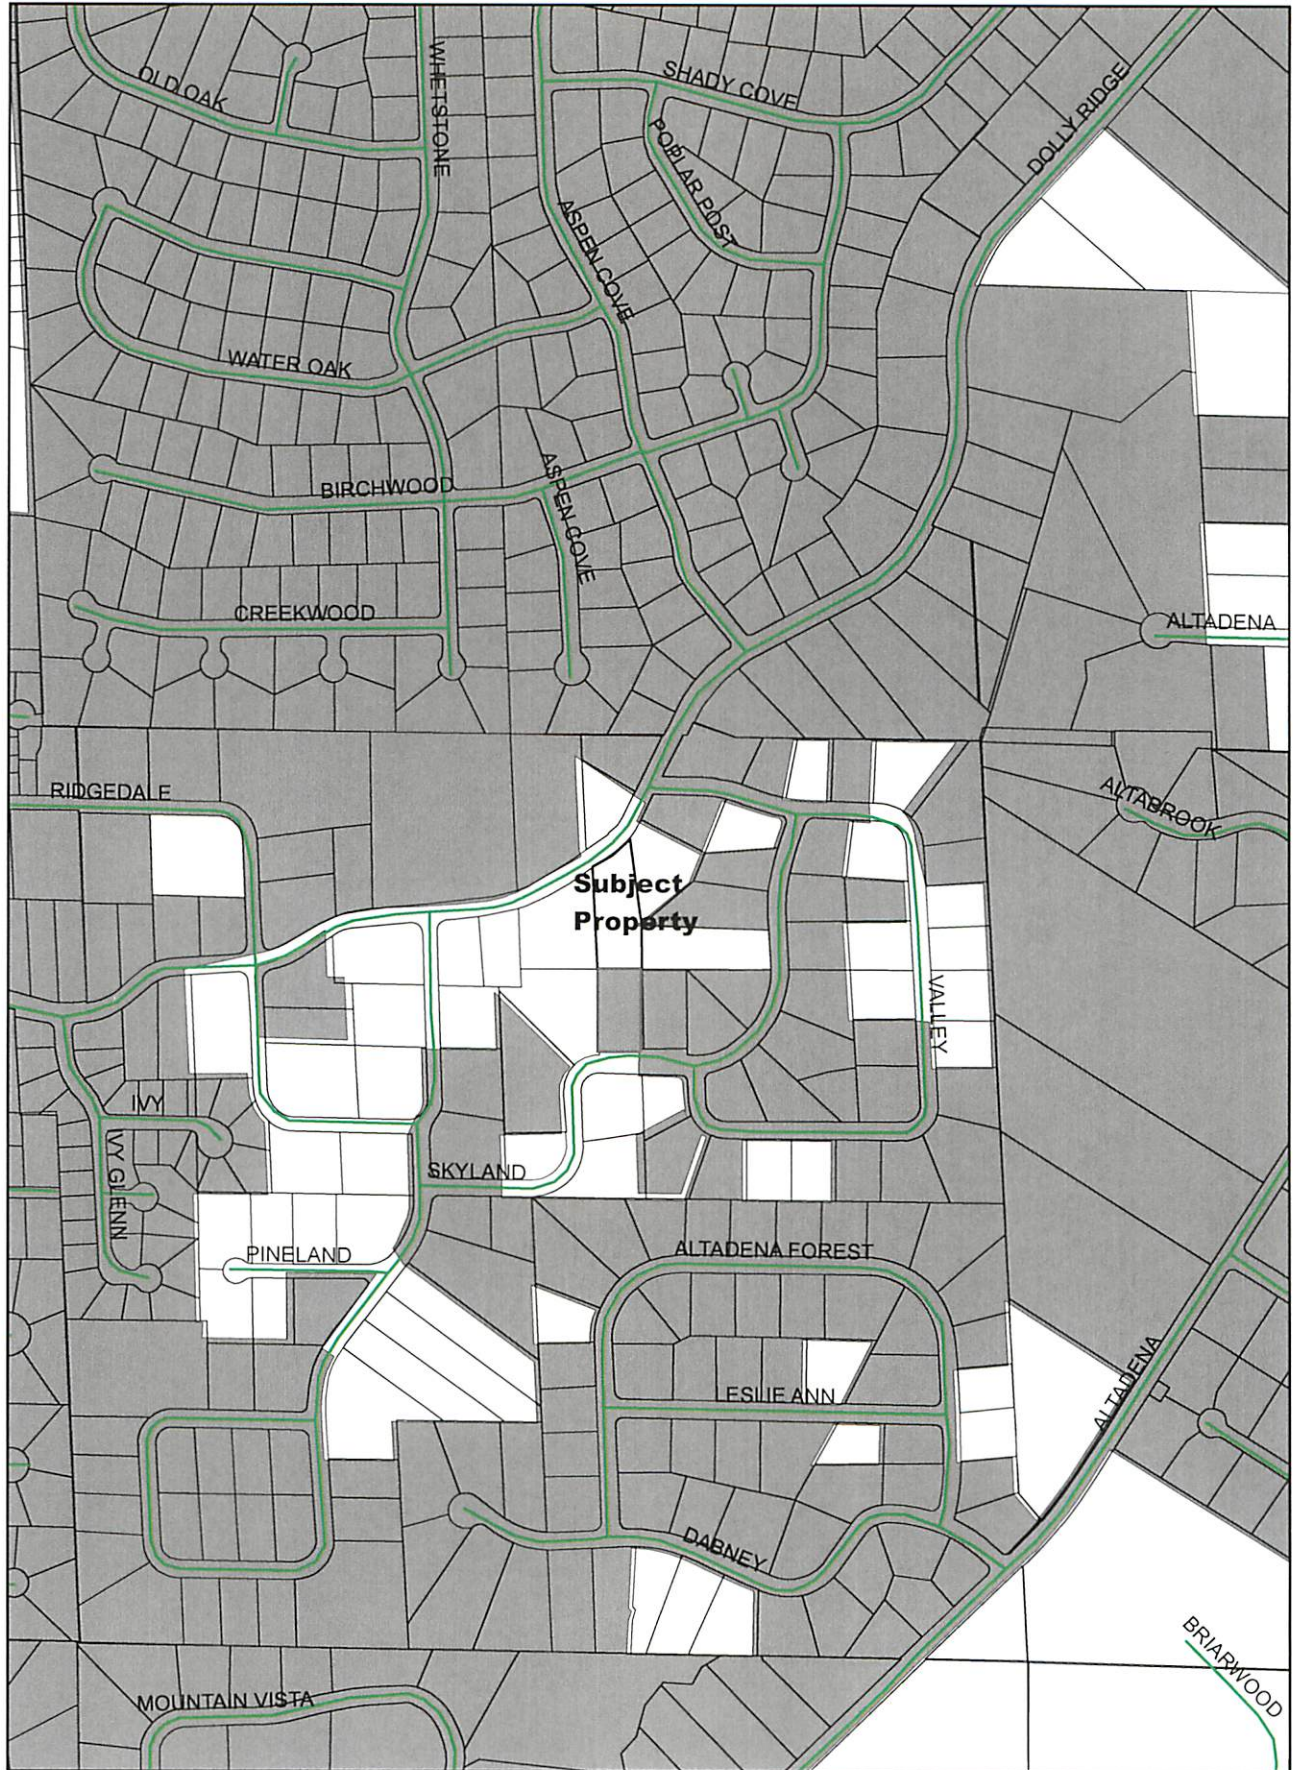 OLD OAK
WHETSTONE
SHADY COVE
DOLLY RIDGE
POPLAR POST
ASPEN COVE
WATER OAK
BIRCHWOOD
ASPEN COVE
CREEKWOOD
ALTADENA
RIDGEDALE
ALTABROOK
Subject
Property
VALLEY
IVY
IVY GLENN
SKYLAND
PINELAND
ALTADENA FOREST
LESLIE ANN
ALTADENA
DABNEY
BRIARWOOD
MOUNTAIN VISTA